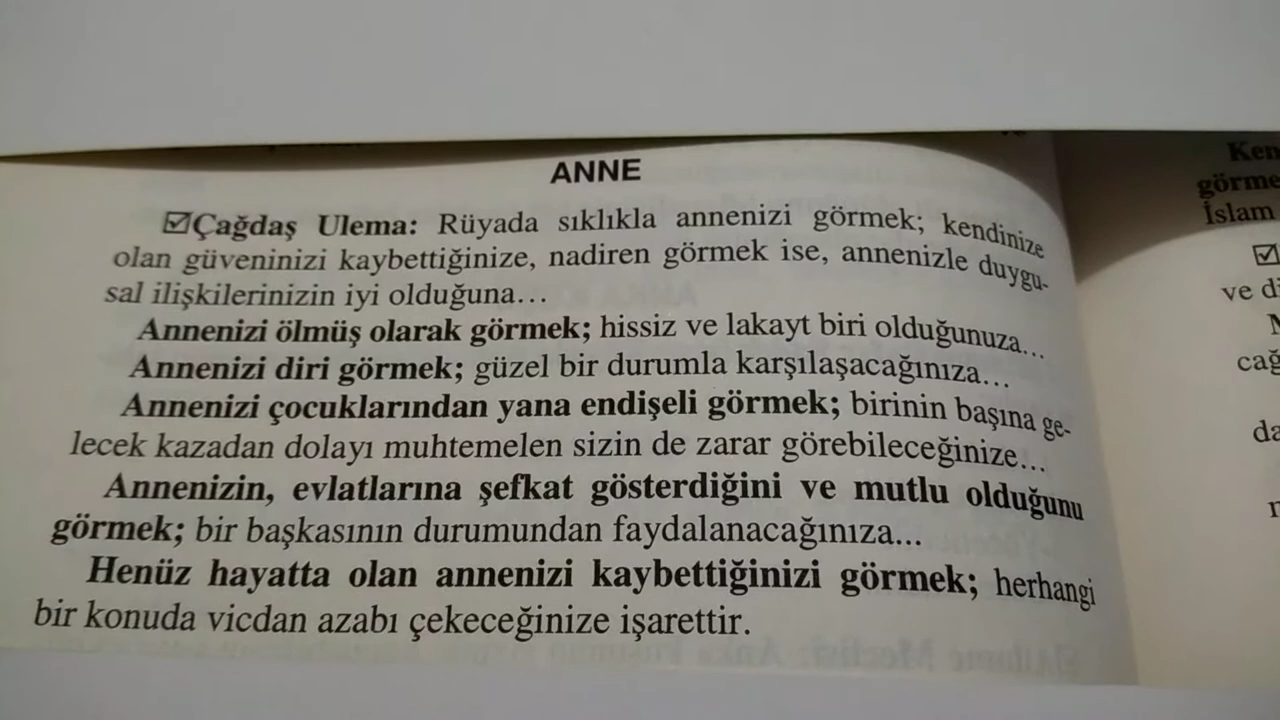 ANNE
☑Çağdaş Ulema: Rüyada sıklıkla annenizi görmek; kendinize
olan güveninizi kaybettiğinize, nadiren görmek ise, annenizle duygu-
sal ilişkilerinizin iyi olduğuna...
Annenizi ölmüş olarak görmek; hissiz ve lakayt biri olduğunuza...
Annenizi diri görmek; güzel bir durumla karşılaşacağınıza...
Annenizi çocuklarından yana endişeli görmek; birinin başına ge-
lecek kazadan dolayı muhtemelen sizin de zarar görebileceğinize...
Annenizin, evlatlarına şefkat gösterdiğini ve mutlu olduğunu
görmek; bir başkasının durumundan faydalanacağınıza...
Henüz hayatta olan annenizi kaybettiğinizi görmek; herhangi
bir konuda vicdan azabı çekeceğinize işarettir.
Ken
görme
İslam
☑
ve d
cağ
da